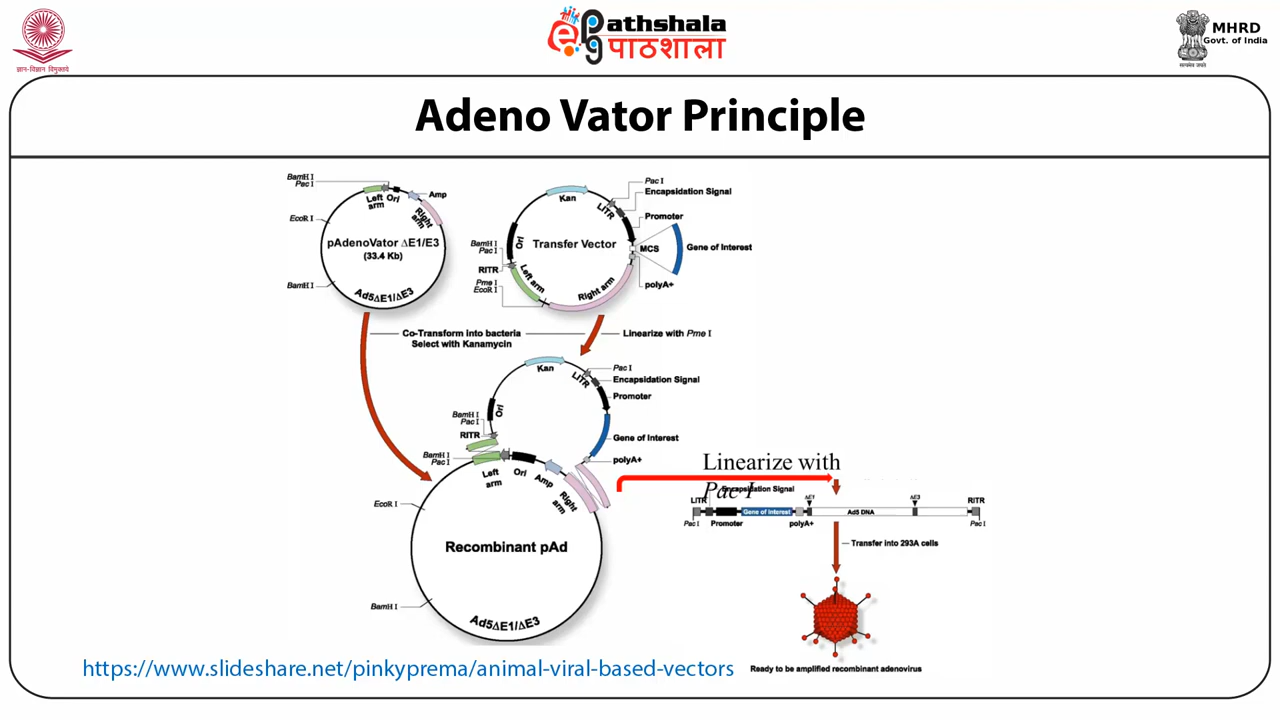 ज्ञान-विज्ञान विमुक्तये
ePathshala
पाठशाला
MHRD
Govt. of India
सत्यमेव जयते
Adeno Vator Principle
BamH I
Pac I
Left arm
Ori
Amp
Right arm
EcoR I
pAdenoVator ΔE1/E3
(33.4 Kb)
BamH I
Ad5ΔE1/ΔE3
Kan
Pac I
LITR
Encapsidation Signal
Promoter
Ori
Transfer Vector
MCS
Gene of Interest
BamH I
Pac I
RITR
Pme I
EcoR I
Left arm
Right arm
polyA+
Co-Transform into bacteria
Select with Kanamycin
Linearize with Pme I
Kan
Pac I
LITR
Encapsidation Signal
Promoter
Ori
BamH I
Pac I
RITR
Gene of Interest
BamH I
Pac I
polyA+
Left arm
Ori
Amp
Right arm
EcoR I
Recombinant pAd
BamH I
Ad5ΔE1/ΔE3
Linearize with
Pac I
Encapsidation Signal
LITR
ΔE1
ΔE3
RITR
Gene of Interest
Ad5 DNA
Pac I
Promoter
polyA+
Pac I
Transfer into 293A cells
Ready to be amplified recombinant adenovirus
https://www.slideshare.net/pinkyprema/animal-viral-based-vectors